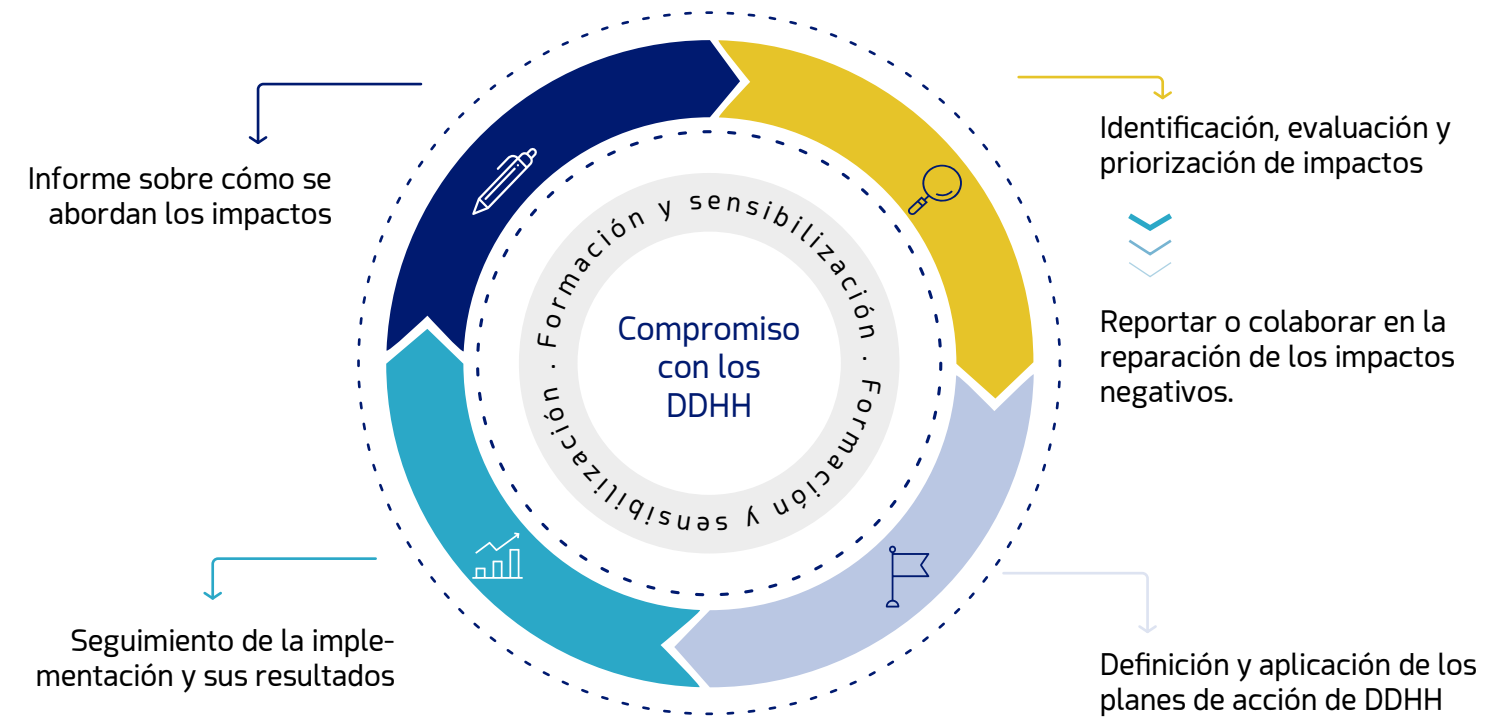 Informe sobre cómo se
abordan los impactos
Identificación, evaluación y
priorización de impactos
Reportar o colaborar en la
reparación de los impactos
negativos.
Formación y sensibilización · Formación y sensibilización ·
Compromiso
con los
DDHH
Seguimiento de la imple-
mentación y sus resultados
Definición y aplicación de los
planes de acción de DDHH